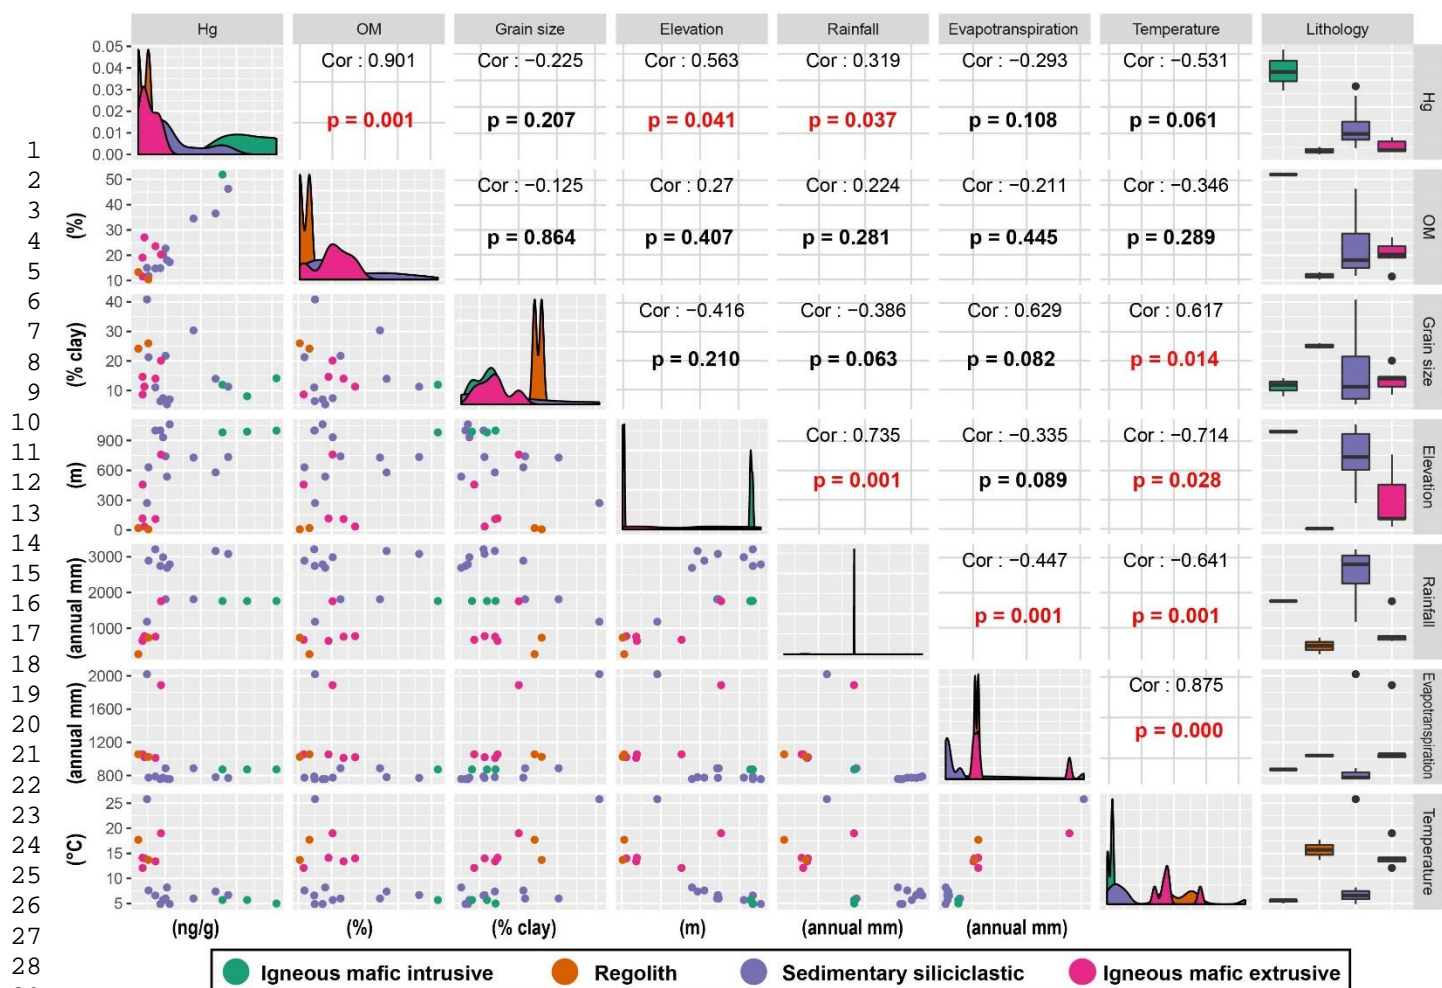 Hg OM Grain size Elevation Rainfall Evapotranspiration Temperature Lithology
0.05
0.04
0.03
0.02
0.01
0.00
Cor : 0.901 Cor : −0.225 Cor : 0.563 Cor : 0.319 Cor : −0.293 Cor : −0.531
p = 0.001 p = 0.207 p = 0.041 p = 0.037 p = 0.108 p = 0.061
Hg
1
2
3
4
5
(%)
50
40
30
20
10
Cor : −0.125 Cor : 0.27 Cor : 0.224 Cor : −0.211 Cor : −0.346
p = 0.864 p = 0.407 p = 0.281 p = 0.445 p = 0.289
OM
6
7
8
9
(% clay)
40
30
20
10
Cor : −0.416 Cor : −0.386 Cor : 0.629 Cor : 0.617
p = 0.210 p = 0.063 p = 0.082 p = 0.014
Grain size
10
11
12
13
(m)
900
600
300
0
Cor : 0.735 Cor : −0.335 Cor : −0.714
p = 0.001 p = 0.089 p = 0.028
Elevation
14
15
16
17
18
(annual mm)
3000
2000
1000
Cor : −0.447 Cor : −0.641
p = 0.001 p = 0.001
Rainfall
19
20
21
22
(annual mm)
2000
1600
1200
800
Cor : 0.875
p = 0.000
Evapotranspiration
23
24
25
26
(°C)
25
20
15
10
5
Temperature
27
(ng/g) (%) (% clay) (m) (annual mm) (annual mm)
28
Igneous mafic intrusive Regolith Sedimentary siliciclastic Igneous mafic extrusive